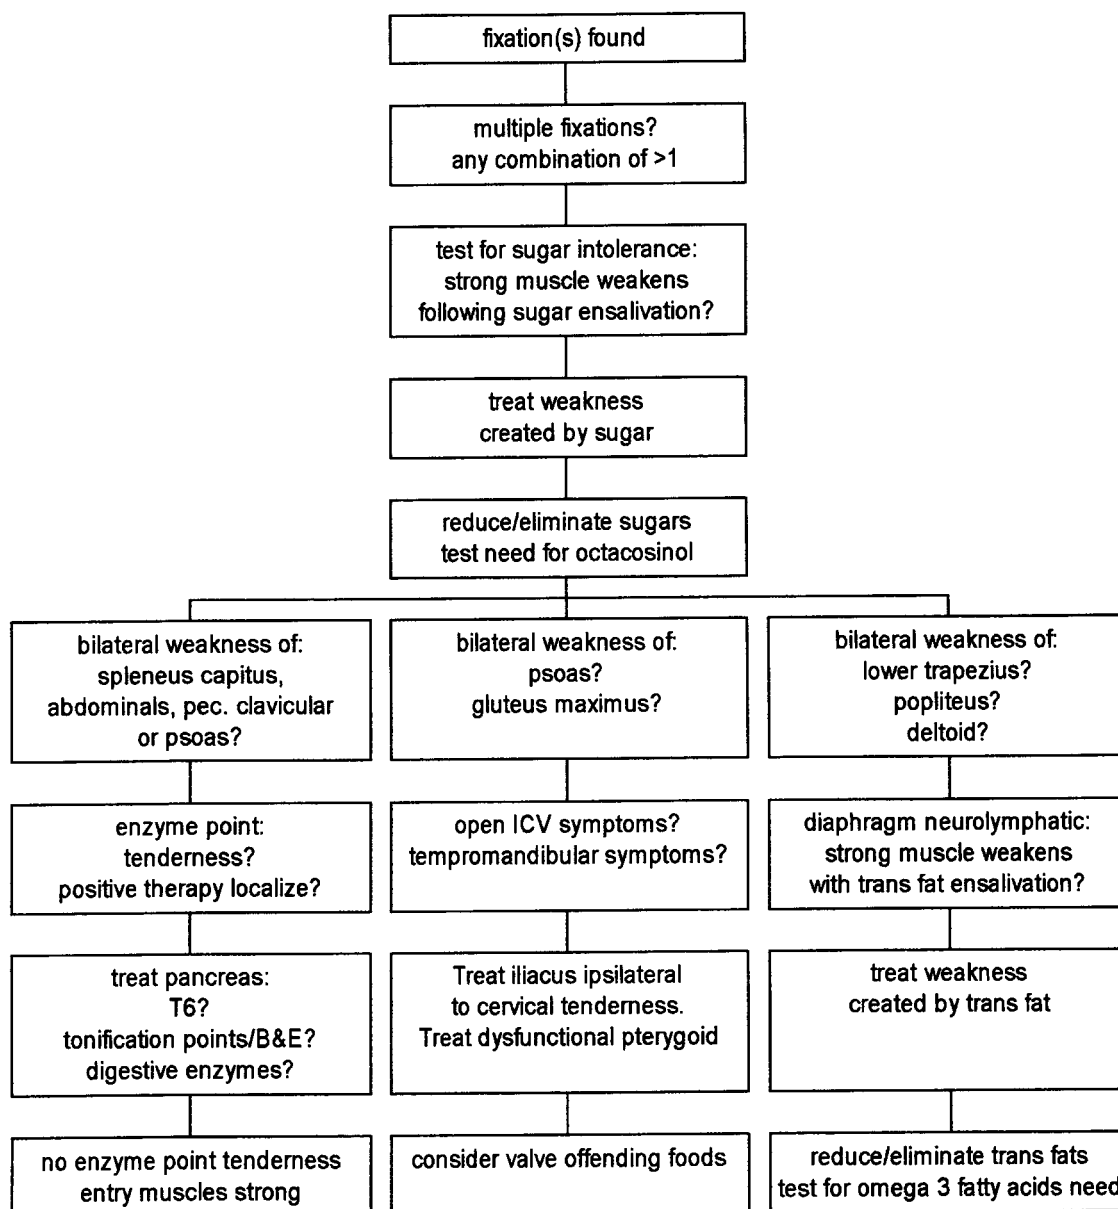 fixation(s) found
multiple fixations?
any combination of >1
test for sugar intolerance:
strong muscle weakens
following sugar ensalivation?
treat weakness
created by sugar
reduce/eliminate sugars
test need for octacosinol
bilateral weakness of:
spleneus capitus,
abdominals, pec. clavicular
or psoas?
bilateral weakness of:
psoas?
gluteus maximus?
bilateral weakness of:
lower trapezius?
popliteus?
deltoid?
enzyme point:
tenderness?
positive therapy localize?
open ICV symptoms?
tempromandibular symptoms?
diaphragm neurolymphatic:
strong muscle weakens
with trans fat ensalivation?
treat pancreas:
T6?
tonification points/B&E?
digestive enzymes?
Treat iliacus ipsilateral
to cervical tenderness.
Treat dysfunctional pterygoid
treat weakness
created by trans fat
no enzyme point tenderness
entry muscles strong
consider valve offending foods
reduce/eliminate trans fats
test for omega 3 fatty acids need